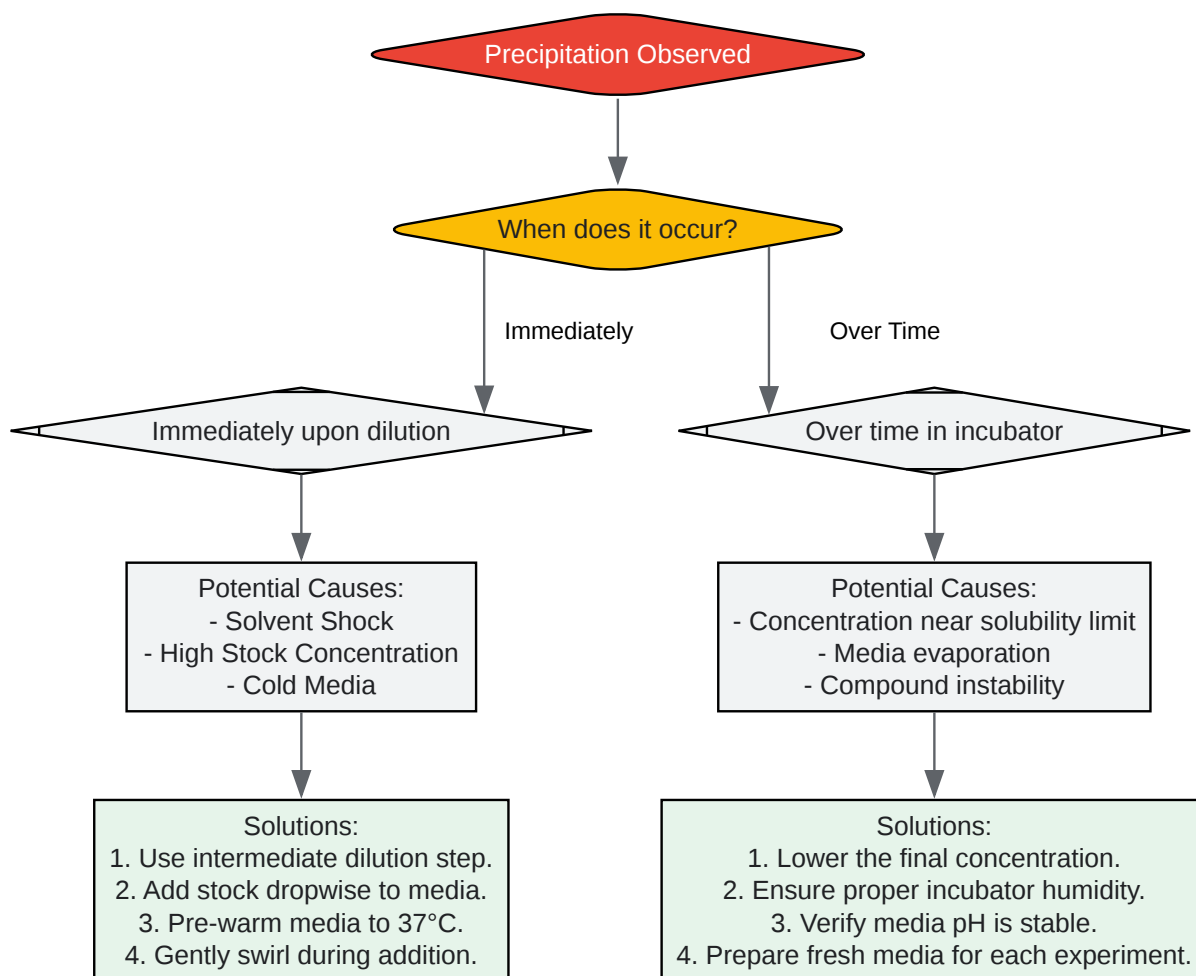 Precipitation Observed
When does it occur?
Immediately
Over Time
Immediately upon dilution
Over time in incubator
Potential Causes:
- Solvent Shock
- High Stock Concentration
- Cold Media
Potential Causes:
- Concentration near solubility limit
- Media evaporation
- Compound instability
Solutions:
1. Use intermediate dilution step.
2. Add stock dropwise to media.
3. Pre-warm media to 37°C.
4. Gently swirl during addition.
Solutions:
1. Lower the final concentration.
2. Ensure proper incubator humidity.
3. Verify media pH is stable.
4. Prepare fresh media for each experiment.